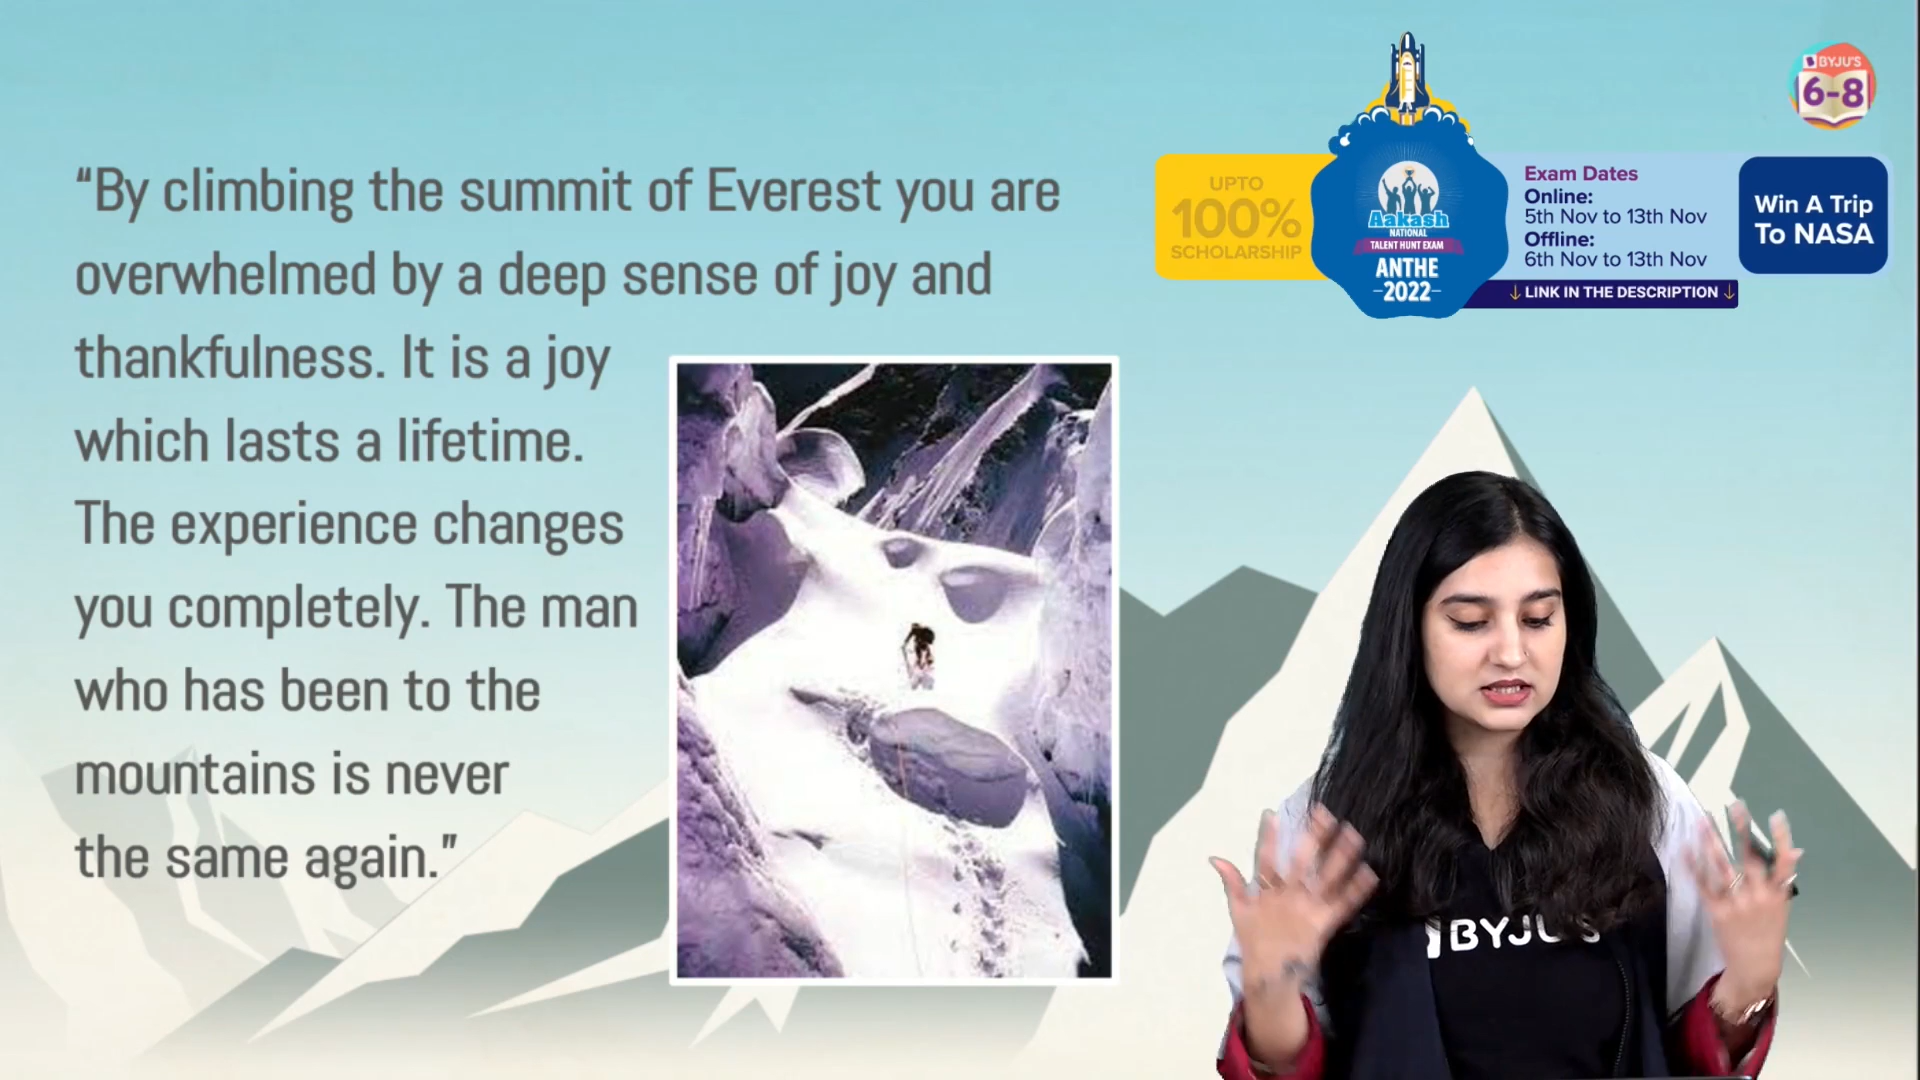 “By climbing the summit of Everest you are
overwhelmed by a deep sense of joy and
thankfulness. It is a joy
which lasts a lifetime.
The experience changes
you completely. The man
who has been to the
mountains is never
the same again.”
UPTO
100%
SCHOLARSHIP
Aakash
NATIONAL
TALENT HUNT EXAM
ANTHE
-2022-
Exam Dates
Online:
5th Nov to 13th Nov
Offline:
6th Nov to 13th Nov
↓ LINK IN THE DESCRIPTION ↓
Win A Trip
To NASA
BYJU'S
6-8
BYJU'S